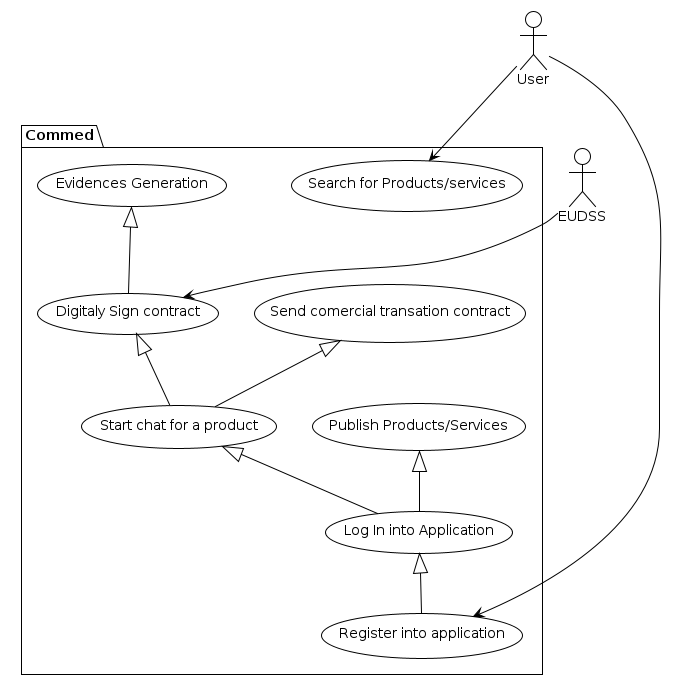 User
Commed
Evidences Generation
Search for Products/services
EUDSS
Digitaly Sign contract
Send comercial transation contract
Start chat for a product
Publish Products/Services
Log In into Application
Register into application